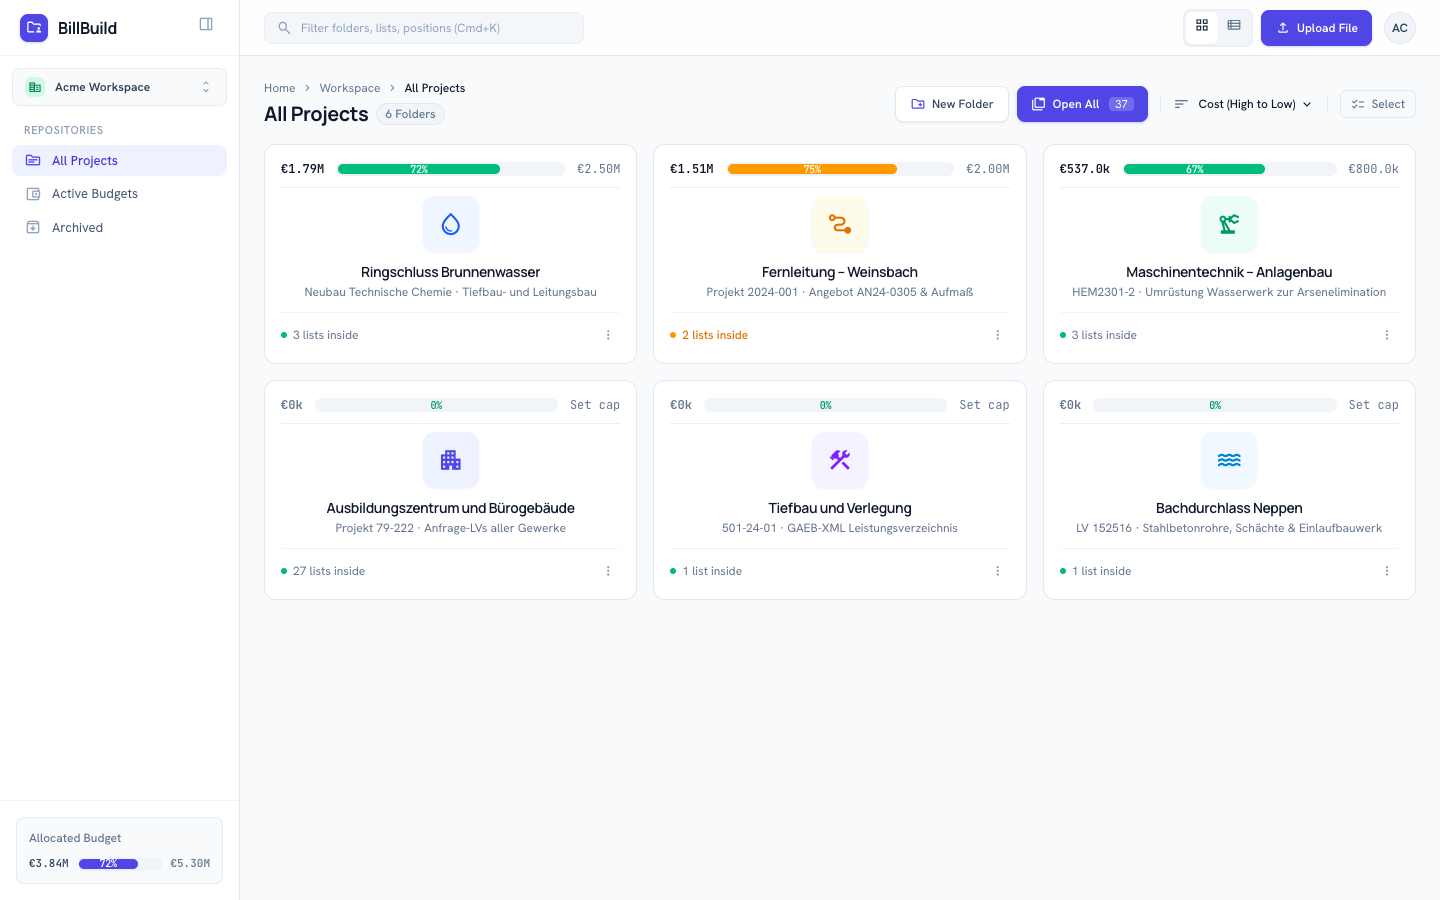 BillBuild
Filter folders, lists, positions (Cmd+K)
Upload File
AC
Acme Workspace
REPOSITORIES
All Projects
Active Budgets
Archived
Allocated Budget
€3.84M 72% €5.30M
Home > Workspace > All Projects
All Projects 6 Folders
New Folder
Open All 37
Cost (High to Low)
Select
€1.79M 72% €2.50M
Ringschluss Brunnenwasser
Neubau Technische Chemie · Tiefbau- und Leitungsbau
3 lists inside
€1.51M 75% €2.00M
Fernleitung – Weinsbach
Projekt 2024-001 · Angebot AN24-0305 & Aufmaß
2 lists inside
€537.0k 67% €800.0k
Maschinentechnik – Anlagenbau
HEM2301-2 · Umrüstung Wasserwerk zur Arsenelimination
3 lists inside
€0k 0% Set cap
Ausbildungszentrum und Bürogebäude
Projekt 79-222 · Anfrage-LVs aller Gewerke
27 lists inside
€0k 0% Set cap
Tiefbau und Verlegung
501-24-01 · GAEB-XML Leistungsverzeichnis
1 list inside
€0k 0% Set cap
Bachdurchlass Neppen
LV 152516 · Stahlbetonrohre, Schächte & Einlaufbauwerk
1 list inside